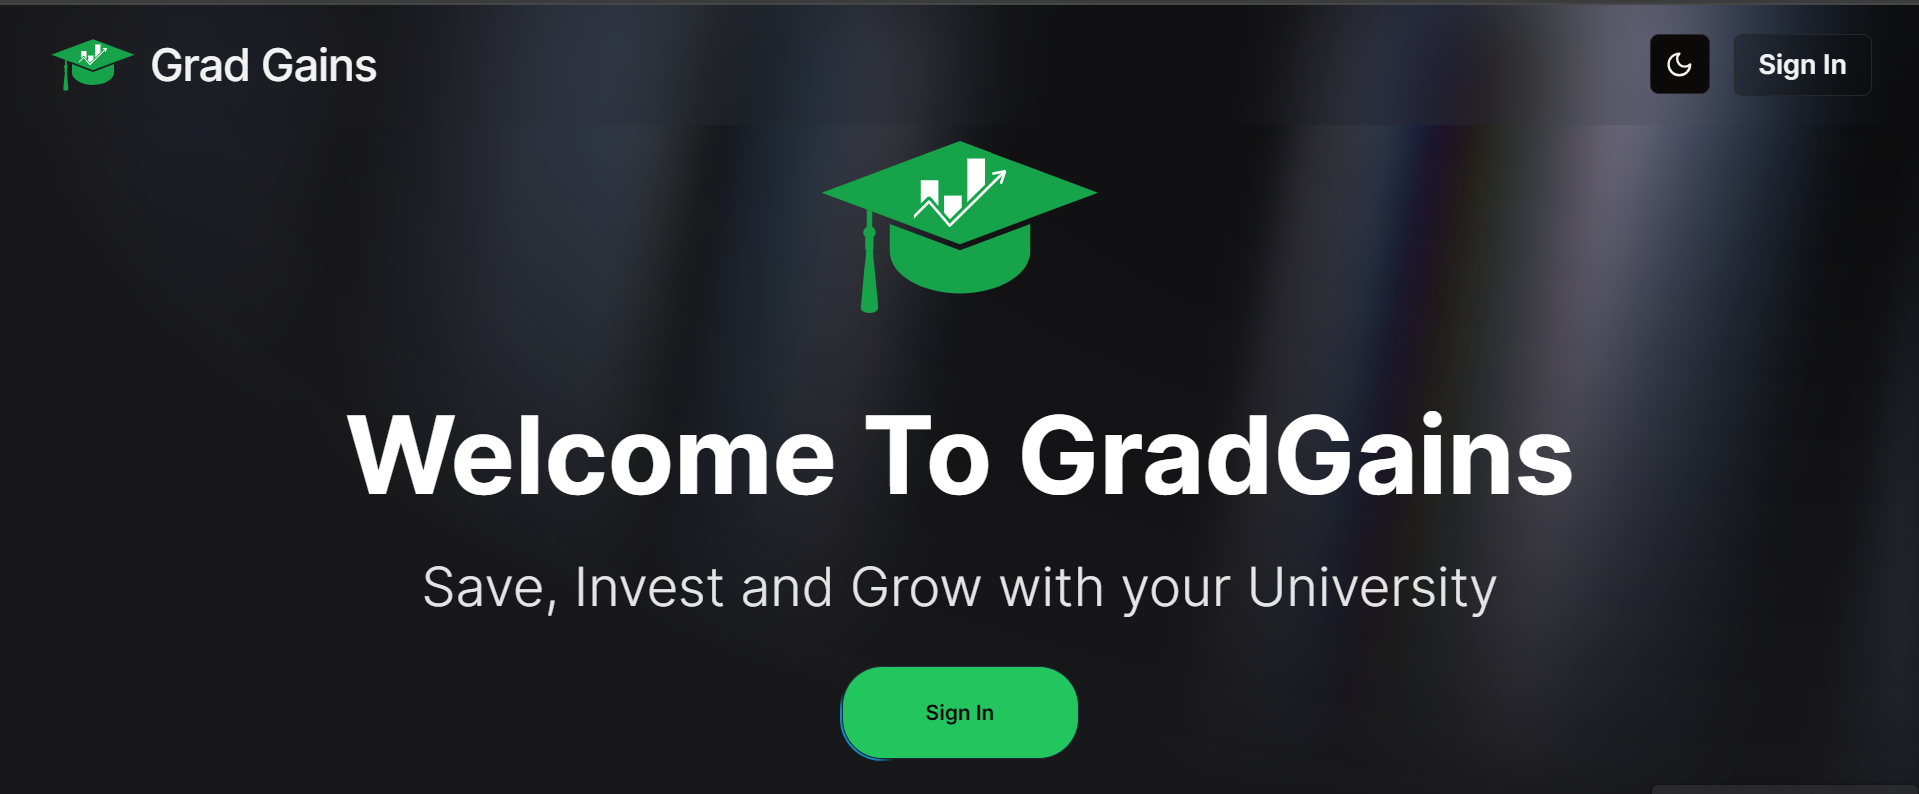 Grad Gains
Sign In
Welcome To GradGains
Save, Invest and Grow with your University
Sign In